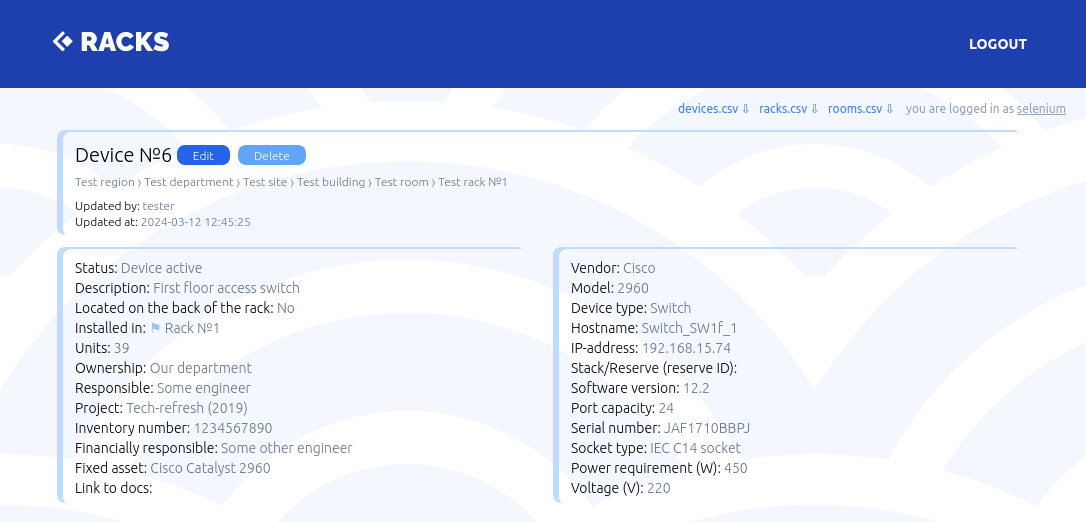 RACKS
LOGOUT
devices.csv ⇩ racks.csv ⇩ rooms.csv ⇩ you are logged in as selenium
Device №6 Edit Delete
Test region › Test department › Test site › Test building › Test room › Test rack №1
Updated by: tester
Updated at: 2024-03-12 12:45:25
Status: Device active
Description: First floor access switch
Located on the back of the rack: No
Installed in: ⚑ Rack №1
Units: 39
Ownership: Our department
Responsible: Some engineer
Project: Tech-refresh (2019)
Inventory number: 1234567890
Financially responsible: Some other engineer
Fixed asset: Cisco Catalyst 2960
Link to docs:
Vendor: Cisco
Model: 2960
Device type: Switch
Hostname: Switch_SW1f_1
IP-address: 192.168.15.74
Stack/Reserve (reserve ID):
Software version: 12.2
Port capacity: 24
Serial number: JAF1710BBPJ
Socket type: IEC C14 socket
Power requirement (W): 450
Voltage (V): 220